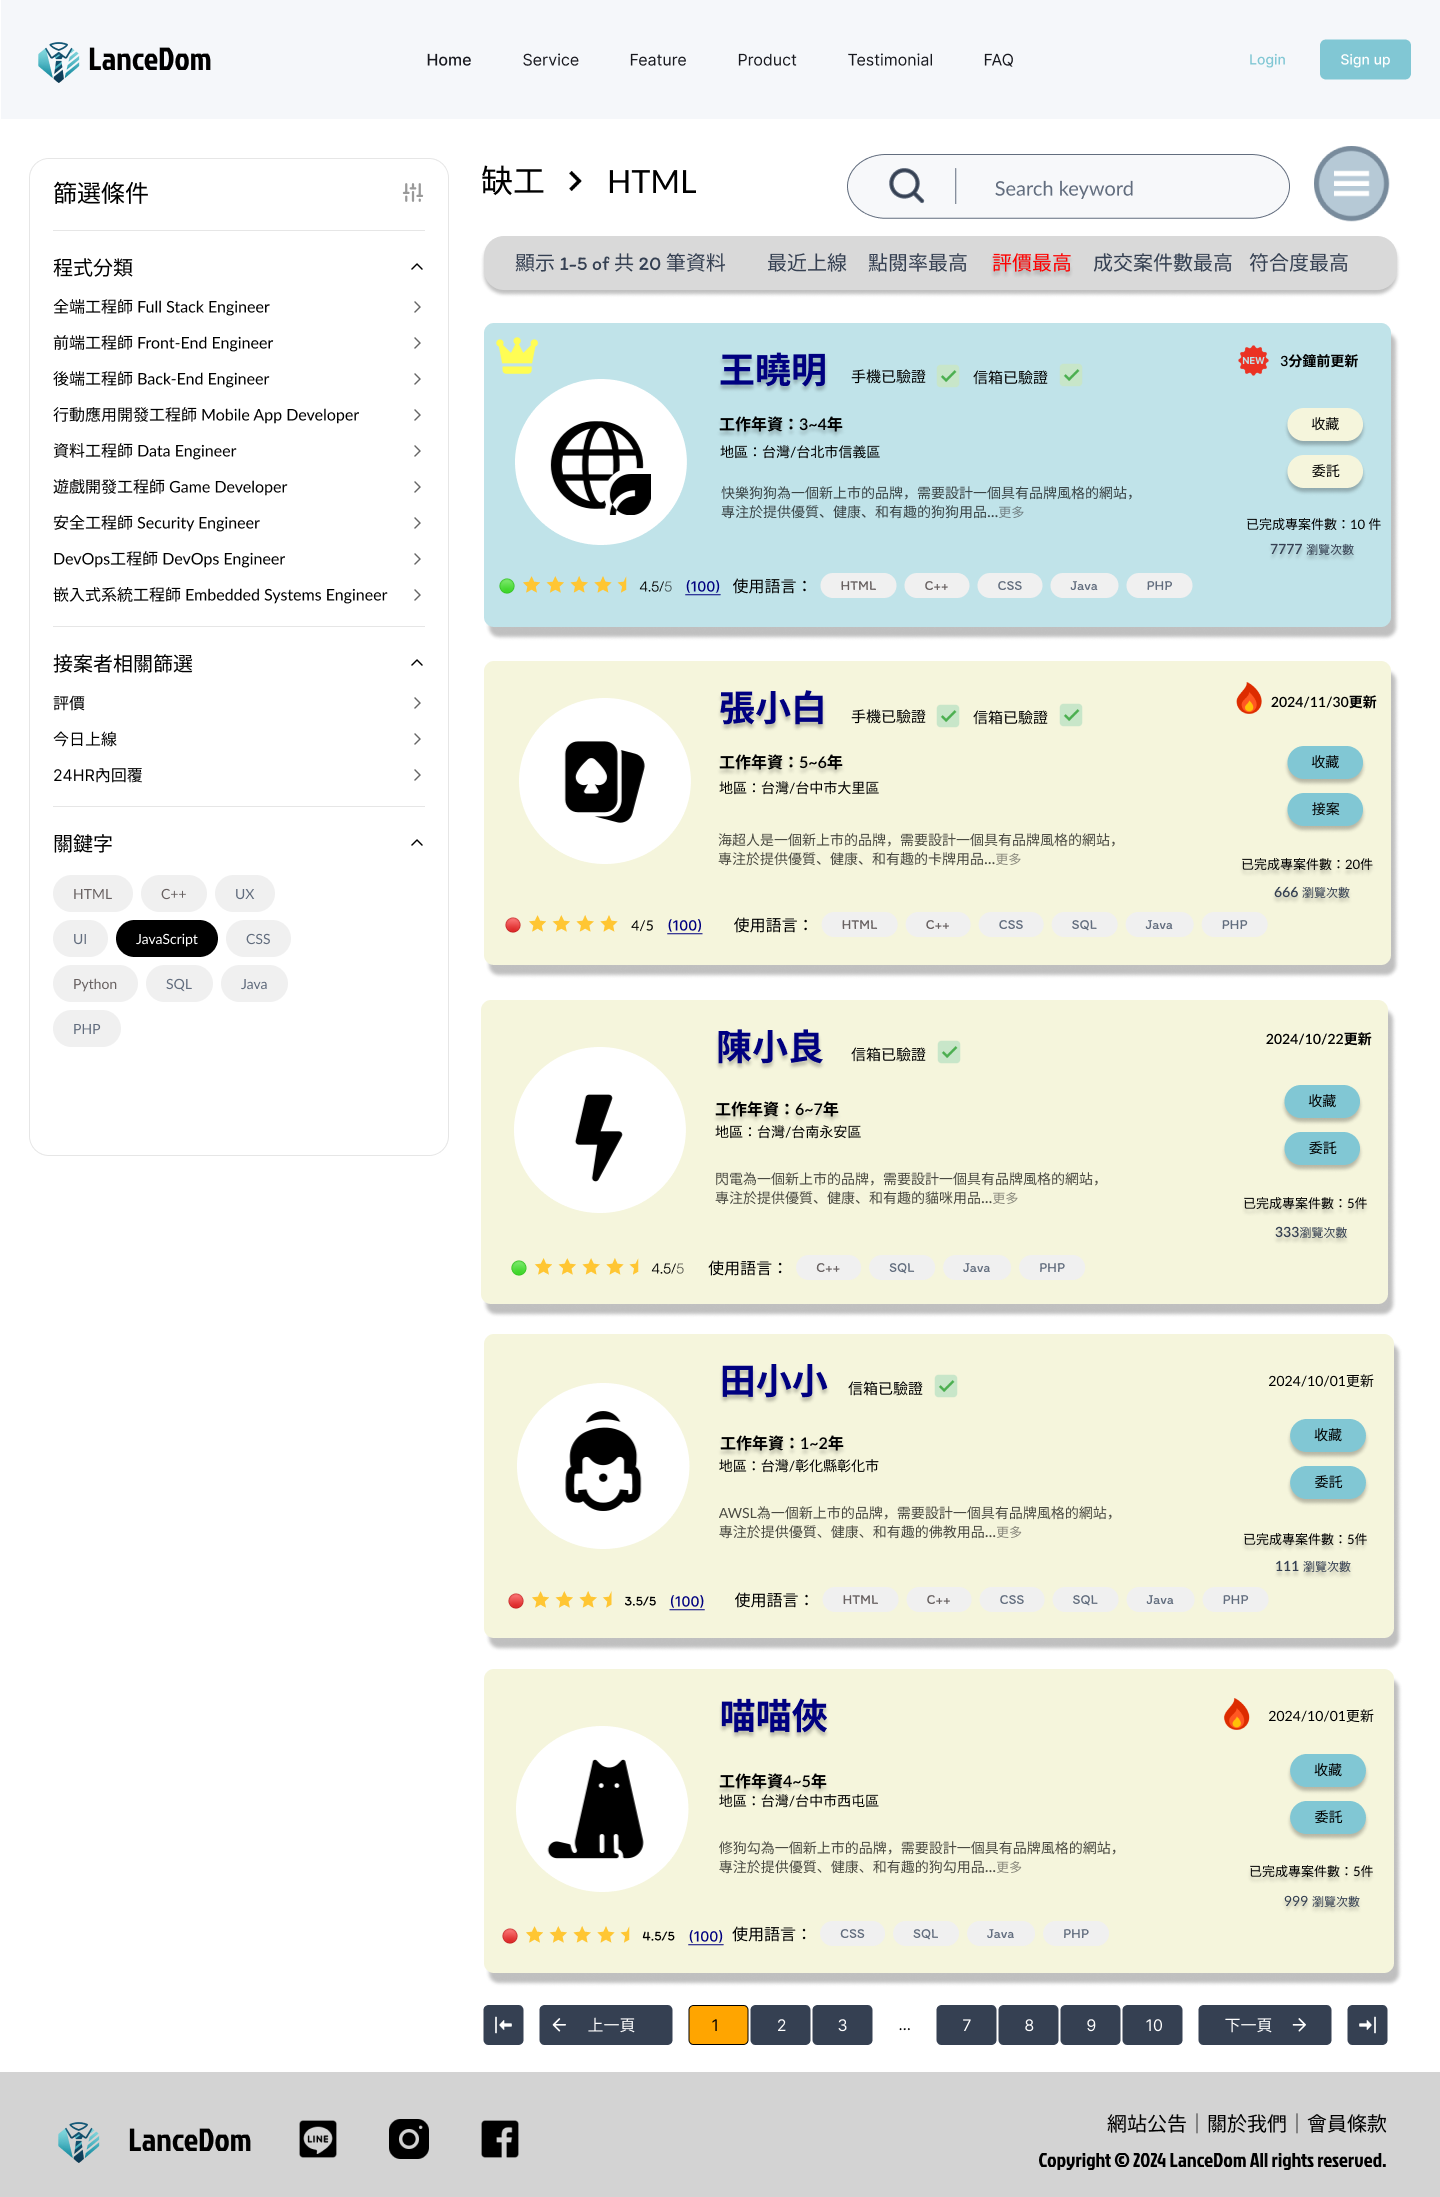 LanceDom
Home Service Feature Product Testimonial FAQ
Login Sign up
篩選條件
程式分類
全端工程師 Full Stack Engineer
前端工程師 Front-End Engineer
後端工程師 Back-End Engineer
行動應用開發工程師 Mobile App Developer
資料工程師 Data Engineer
遊戲開發工程師 Game Developer
安全工程師 Security Engineer
DevOps工程師 DevOps Engineer
嵌入式系統工程師 Embedded Systems Engineer
接案者相關篩選
評價
今日上線
24HR內回覆
關鍵字
HTML C++ UX
UI JavaScript CSS
Python SQL Java
PHP
缺工 > HTML
Search keyword
顯示 1-5 of 共 20 筆資料 最近上線 點閱率最高 評價最高 成交案件數最高 符合度最高
王曉明 手機已驗證 信箱已驗證 NEW 3分鐘前更新
工作年資：3~4年
地區：台灣/台北市信義區
快樂狗狗為一個新上市的品牌，需要設計一個具有品牌風格的網站，
專注於提供優質、健康、和有趣的狗狗用品...更多
收藏
委託
已完成專案件數：10 件
7777 瀏覽次數
4.5/5 (100) 使用語言： HTML C++ CSS Java PHP
張小白 手機已驗證 信箱已驗證 2024/11/30更新
工作年資：5~6年
地區：台灣/台中市大里區
海超人是一個新上市的品牌，需要設計一個具有品牌風格的網站，
專注於提供優質、健康、和有趣的卡牌用品...更多
收藏
接案
已完成專案件數：20件
666 瀏覽次數
4/5 (100) 使用語言： HTML C++ CSS SQL Java PHP
陳小良 信箱已驗證 2024/10/22更新
工作年資：6~7年
地區：台灣/台南永安區
閃電為一個新上市的品牌，需要設計一個具有品牌風格的網站，
專注於提供優質、健康、和有趣的貓咪用品...更多
收藏
委託
已完成專案件數：5件
333瀏覽次數
4.5/5 使用語言： C++ SQL Java PHP
田小小 信箱已驗證 2024/10/01更新
工作年資：1~2年
地區：台灣/彰化縣彰化市
AWSL為一個新上市的品牌，需要設計一個具有品牌風格的網站，
專注於提供優質、健康、和有趣的佛教用品...更多
收藏
委託
已完成專案件數：5件
111 瀏覽次數
3.5/5 (100) 使用語言： HTML C++ CSS SQL Java PHP
喵喵俠 2024/10/01更新
工作年資4~5年
地區：台灣/台中市西屯區
修狗勾為一個新上市的品牌，需要設計一個具有品牌風格的網站，
專注於提供優質、健康、和有趣的狗勾用品...更多
收藏
委託
已完成專案件數：5件
999 瀏覽次數
4.5/5 (100) 使用語言： CSS SQL Java PHP
上一頁 1 2 3 ... 7 8 9 10 下一頁
LanceDom LINE
網站公告｜關於我們｜會員條款
Copyright © 2024 LanceDom All rights reserved.